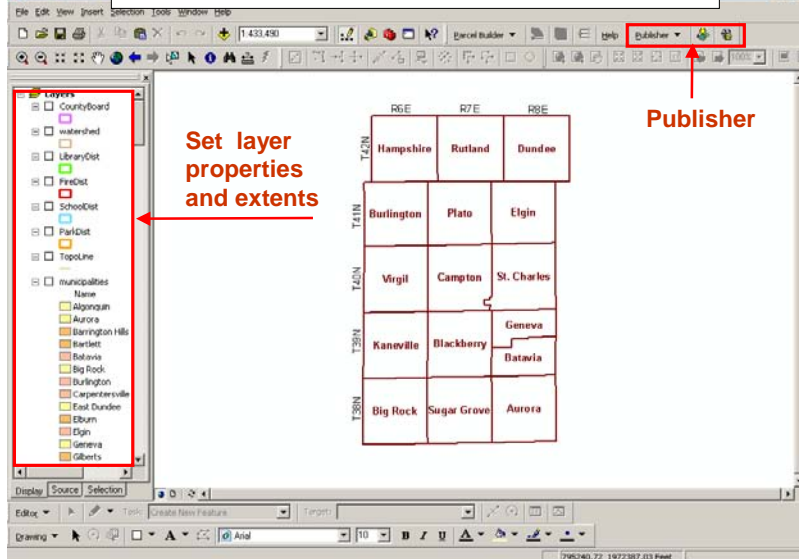 File Edit View Insert Selection Tools Window Help
1:433,490 Parcel Builder Help Publisher
100%
Layers
CountyBoard
watershed
LibraryDist
FireDist
SchoolDist
ParkDist
TopoLine
municipalities
Name
Algonquin
Aurora
Barrington Hills
Bartlett
Batavia
Big Rock
Burlington
Carpentersville
East Dundee
Elburn
Elgin
Geneva
Gilberts
Set layer
properties
and extents
Publisher
R6E R7E R8E
T42N
Hampshire Rutland Dundee
T41N
Burlington Plato Elgin
T40N
Virgil Campton St. Charles
T39N
Kaneville Blackberry Geneva
Batavia
T38N
Big Rock Sugar Grove Aurora
Display Source Selection
Editor Task: Create New Feature Target:
Drawing A Arial 10 B I U A
795240.72 1972387.03 Feet